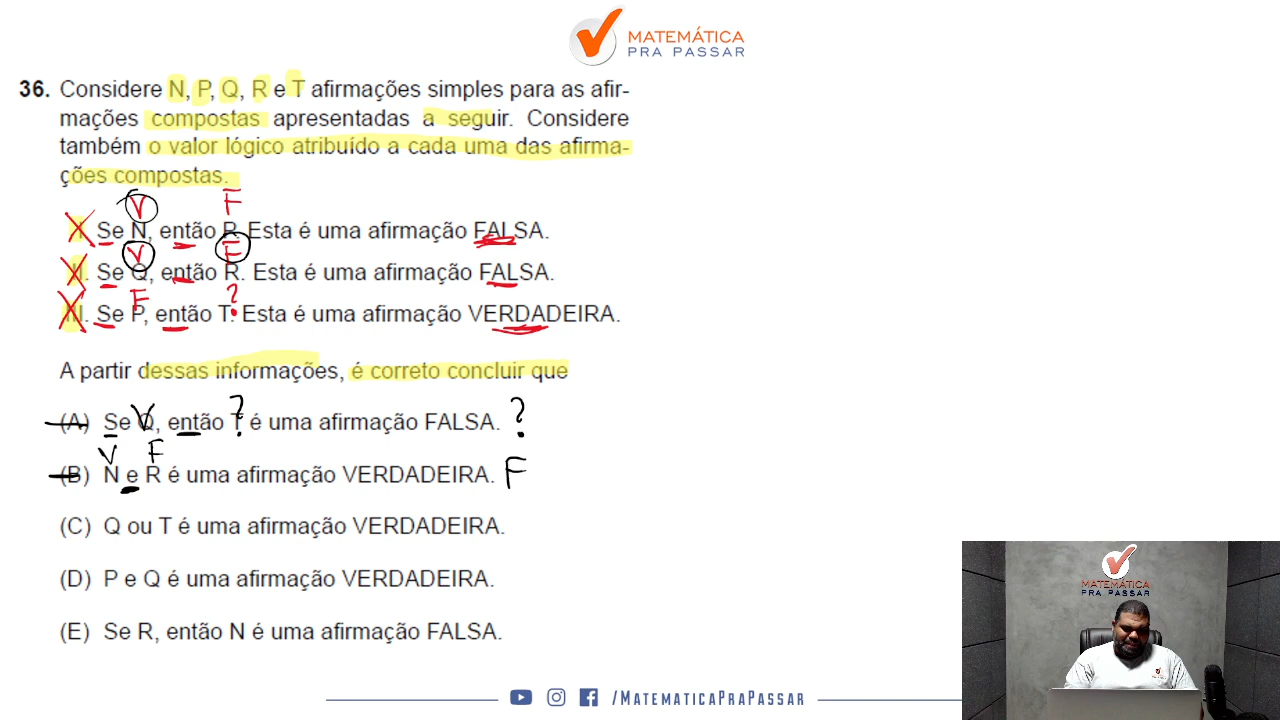 MATEMÁTICA
PRA PASSAR
36. Considere N, P, Q, R e T afirmações simples para as afir-
mações compostas apresentadas a seguir. Considere
também o valor lógico atribuído a cada uma das afirma-
ções compostas.
V F
I. Se N, então P. Esta é uma afirmação FALSA.
V F
II. Se Q, então R. Esta é uma afirmação FALSA.
F ?
III. Se P, então T. Esta é uma afirmação VERDADEIRA.
A partir dessas informações, é correto concluir que
V ? ?
(A) Se Q, então T é uma afirmação FALSA.
V F
(B) N e R é uma afirmação VERDADEIRA. F
(C) Q ou T é uma afirmação VERDADEIRA.
(D) P e Q é uma afirmação VERDADEIRA.
(E) Se R, então N é uma afirmação FALSA.
MATEMÁTICA
PRA PASSAR
/MATEMATICAPRAPASSAR